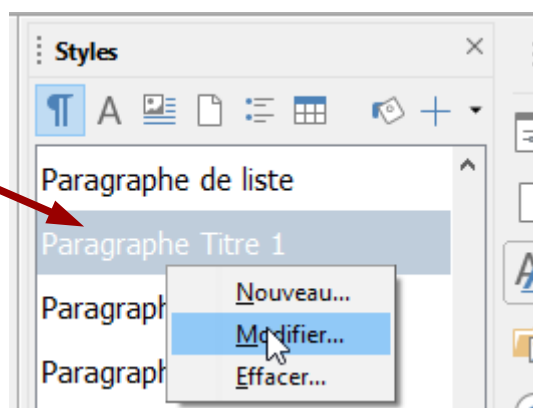 Styles
Paragraphe de liste
Paragraphe Titre 1
Paragraph
Nouveau...
Modifier...
Paragraph
Effacer...